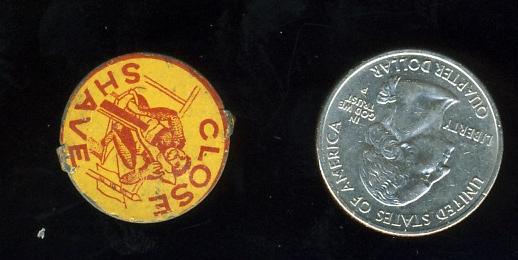 CLOSE
SHAVE
UNITED STATES OF AMERICA
LIBERTY
IN
GOD WE
TRUST
P
QUARTER DOLLAR